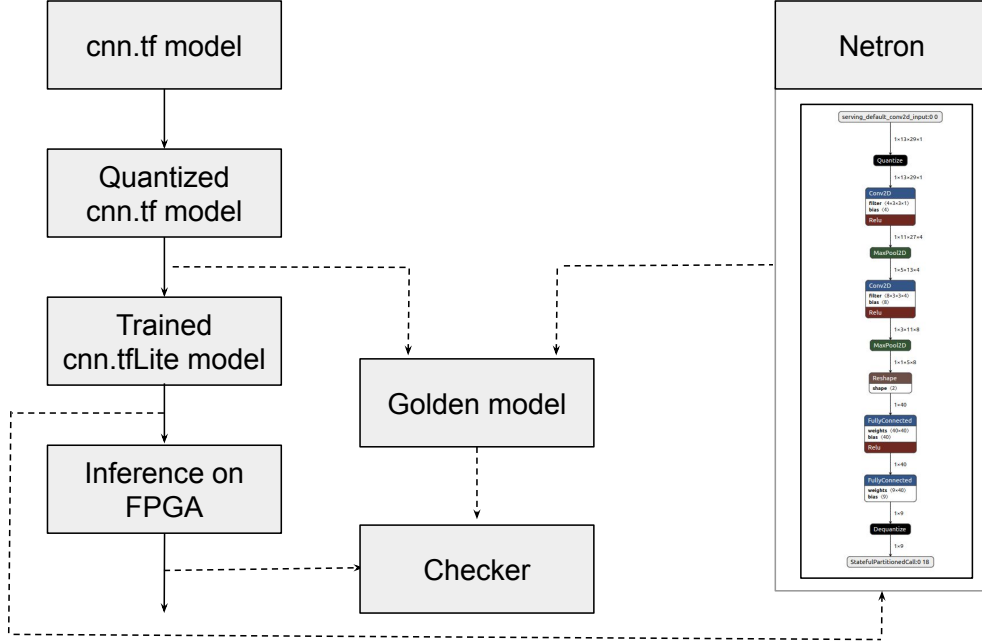 cnn.tf model
Quantized
cnn.tf model
Trained
cnn.tfLite model
Inference on
FPGA
Golden model
Checker
Netron
serving_default_conv2d_input:0 0
1×13×29×1
Quantize
1×13×29×1
Conv2D
filter ⟨4×3×3×1⟩
bias ⟨4⟩
Relu
1×11×27×4
MaxPool2D
1×5×13×4
Conv2D
filter ⟨8×3×3×4⟩
bias ⟨8⟩
Relu
1×3×11×8
MaxPool2D
1×1×5×8
Reshape
shape ⟨2⟩
1×40
FullyConnected
weights ⟨40×40⟩
bias ⟨40⟩
Relu
1×40
FullyConnected
weights ⟨9×40⟩
bias ⟨9⟩
1×9
Dequantize
1×9
StatefulPartitionedCall:0 18